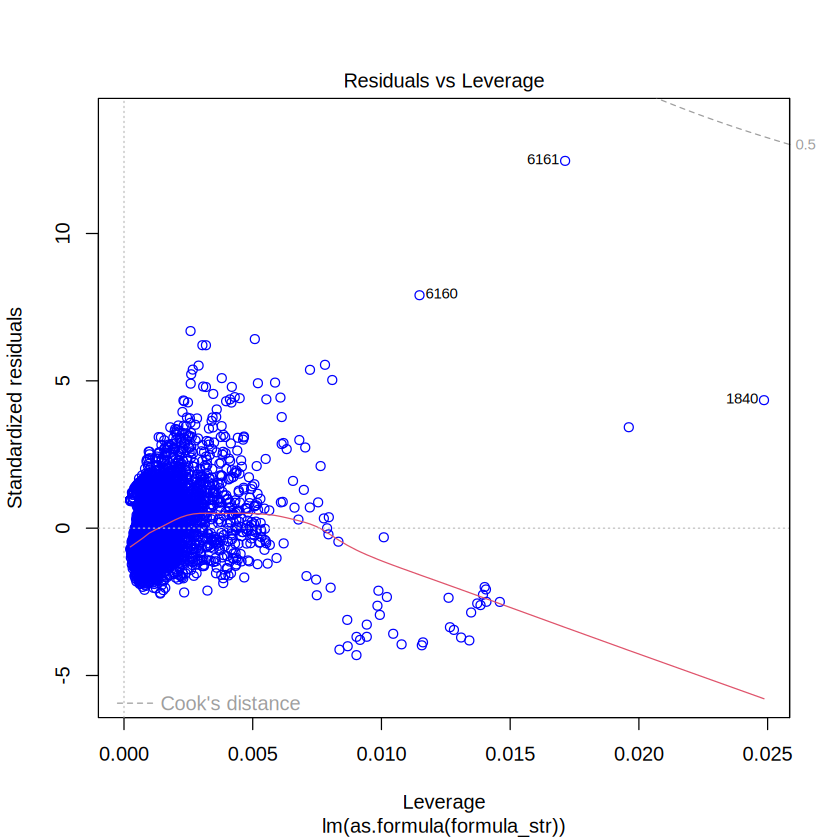 Residuals vs Leverage
Standardized residuals
10
5
0
-5
6161
0.5
6160
1840
Cook's distance
0.000
0.005
0.010
0.015
0.020
0.025
Leverage
lm(as.formula(formula_str))